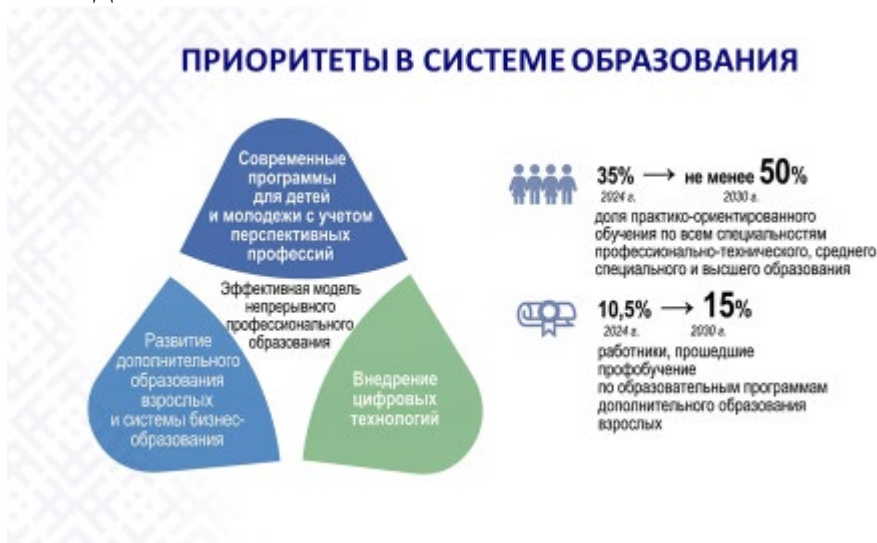 ПРИОРИТЕТЫ В СИСТЕМЕ ОБРАЗОВАНИЯ
Современные
программы
для детей
и молодежи с учетом
перспективных
профессий
Эффективная модель
непрерывного
профессионального
образования
Развитие
дополнительного
образования
взрослых
и системы бизнес-
образования
Внедрение
цифровых
технологий
35% → не менее 50%
2024 г. 2030 г.
доля практико-ориентированного
обучения по всем специальностям
профессионально-технического, среднего
специального и высшего образования
10,5% → 15%
2024 г. 2030 г.
работники, прошедшие
профобучение
по образовательным программам
дополнительного образования
взрослых